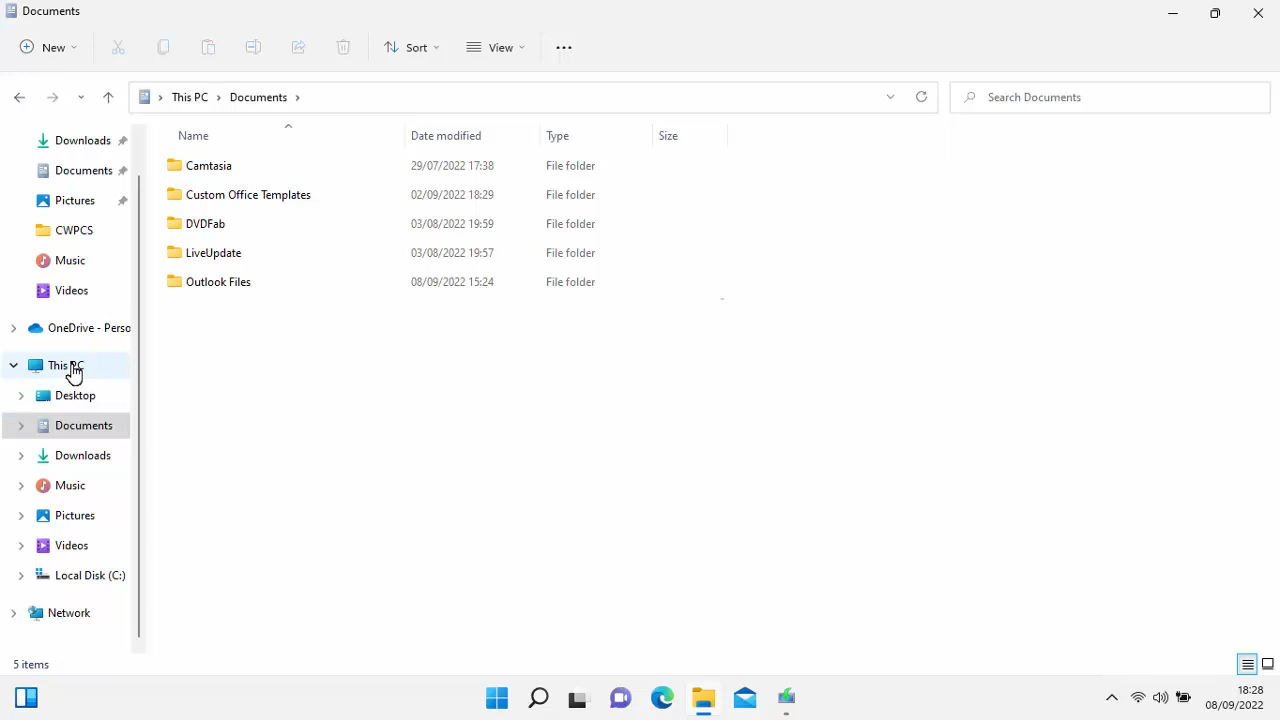 Documents
New
Sort
View
This PC
Documents
Search Documents
Name
Date modified
Type
Size
Downloads
Documents
Pictures
CWPCS
Music
Videos
OneDrive - Perso
This PC
Desktop
Documents
Downloads
Music
Pictures
Videos
Local Disk (C:)
Network
Camtasia 29/07/2022 17:38 File folder
Custom Office Templates 02/09/2022 18:29 File folder
DVDFab 03/08/2022 19:59 File folder
LiveUpdate 03/08/2022 19:57 File folder
Outlook Files 08/09/2022 15:24 File folder
5 items
18:28
08/09/2022